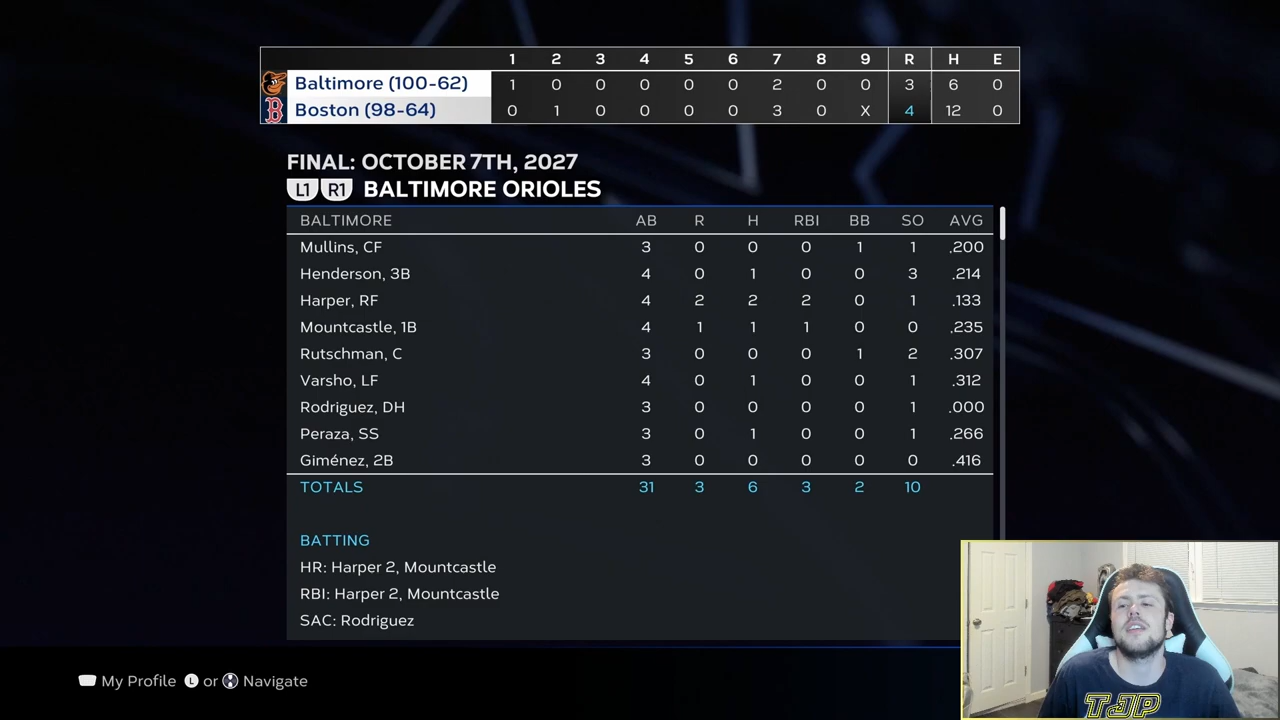 1 2 3 4 5 6 7 8 9 R H E
Baltimore (100-62) 1 0 0 0 0 0 2 0 0 3 6 0
B Boston (98-64) 0 1 0 0 0 0 3 0 X 4 12 0
FINAL: OCTOBER 7TH, 2027
L1 R1 BALTIMORE ORIOLES
BALTIMORE AB R H RBI BB SO AVG
Mullins, CF 3 0 0 0 1 1 .200
Henderson, 3B 4 0 1 0 0 3 .214
Harper, RF 4 2 2 2 0 1 .133
Mountcastle, 1B 4 1 1 1 0 0 .235
Rutschman, C 3 0 0 0 1 2 .307
Varsho, LF 4 0 1 0 0 1 .312
Rodriguez, DH 3 0 0 0 0 1 .000
Peraza, SS 3 0 1 0 0 1 .266
Giménez, 2B 3 0 0 0 0 0 .416
TOTALS 31 3 6 3 2 10
BATTING
HR: Harper 2, Mountcastle
RBI: Harper 2, Mountcastle
SAC: Rodriguez
My Profile L or Navigate
TJP